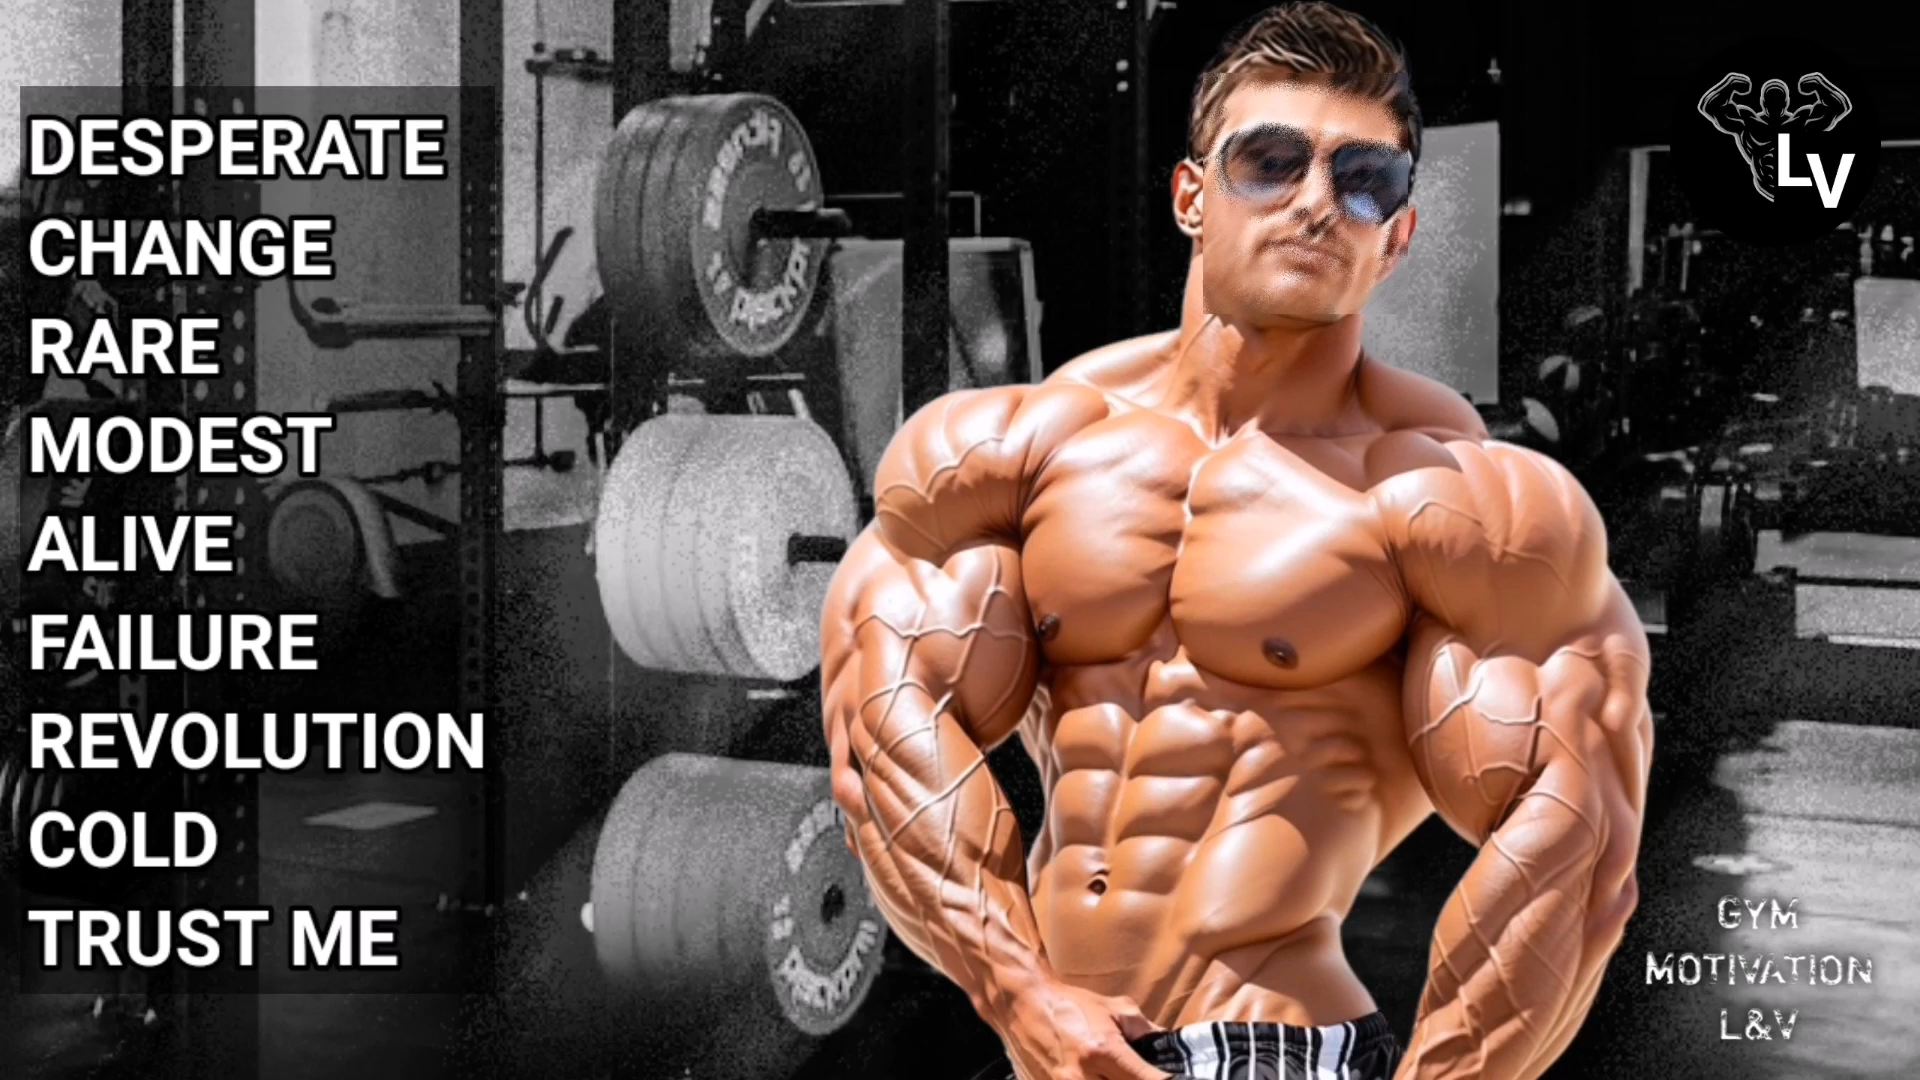 DESPERATE
CHANGE
RARE
MODEST
ALIVE
FAILURE
REVOLUTION
COLD
TRUST ME
LV
GYM
MOTIVATION
L&V